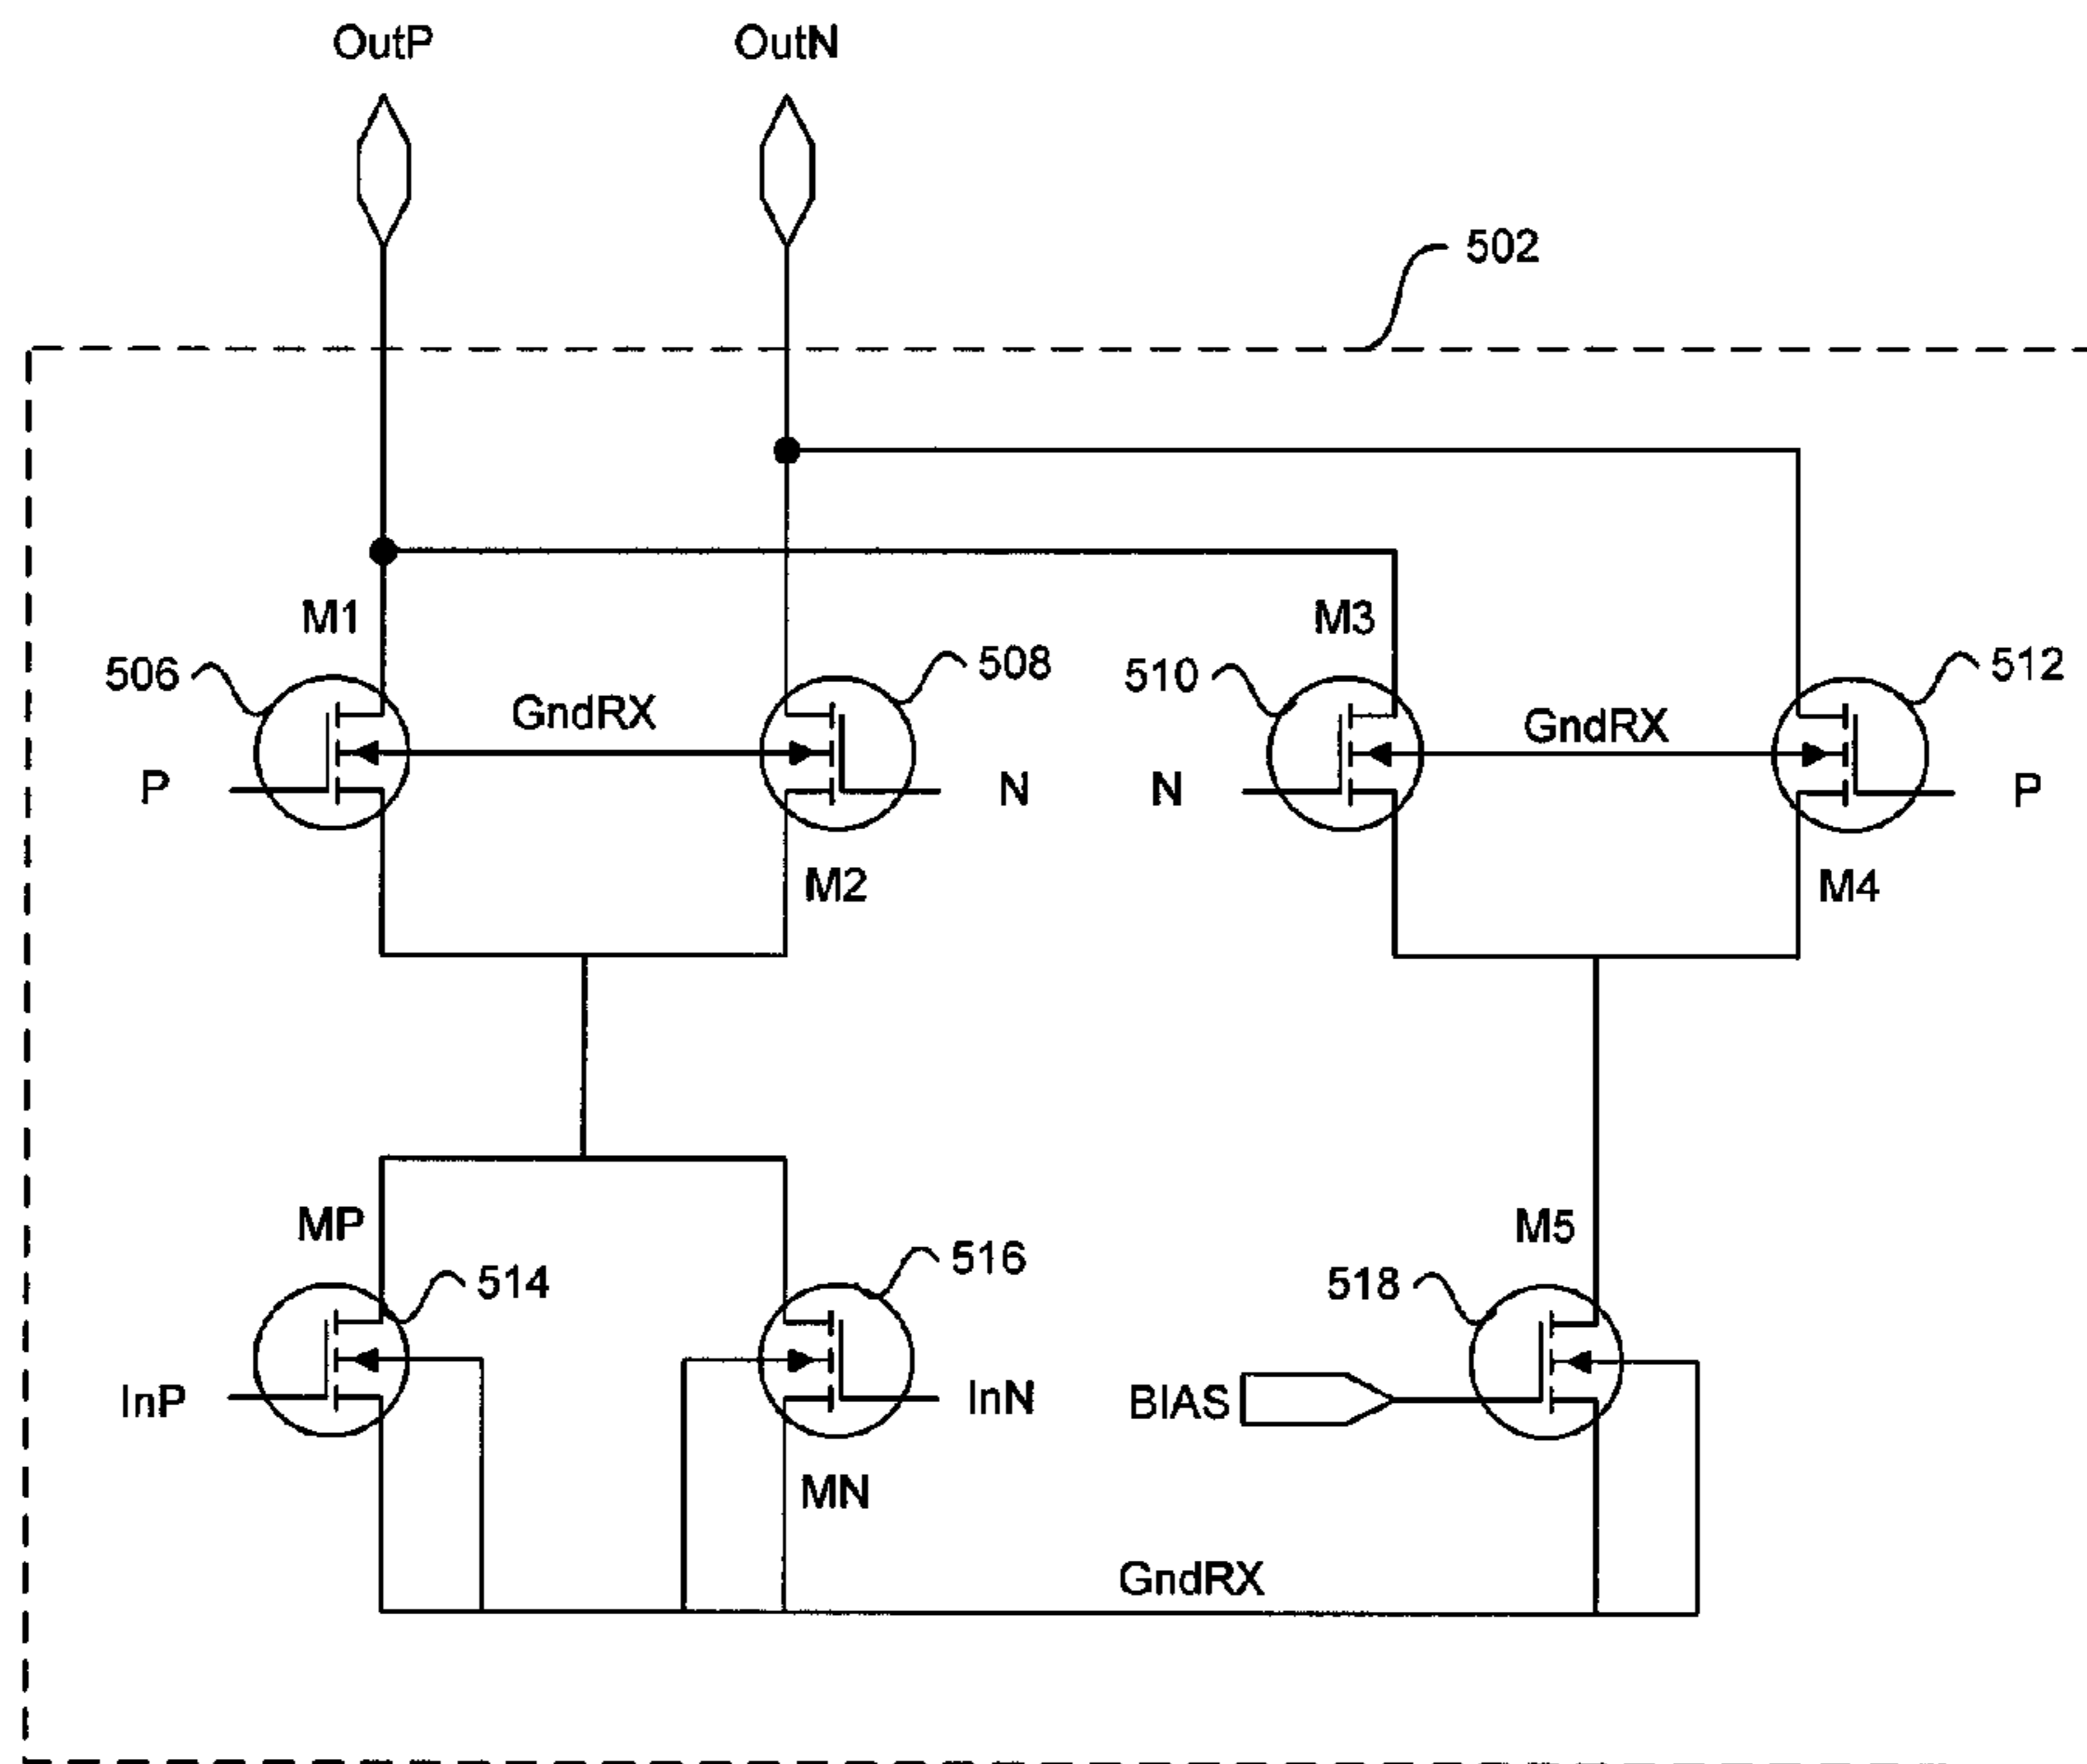 OutP
OutN
502
M1
M3
506
GndRX
508
510
GndRX
512
P
N
N
P
M2
M4
MP
514
516
M5
518
InP
InN
BIAS
MN
GndRX